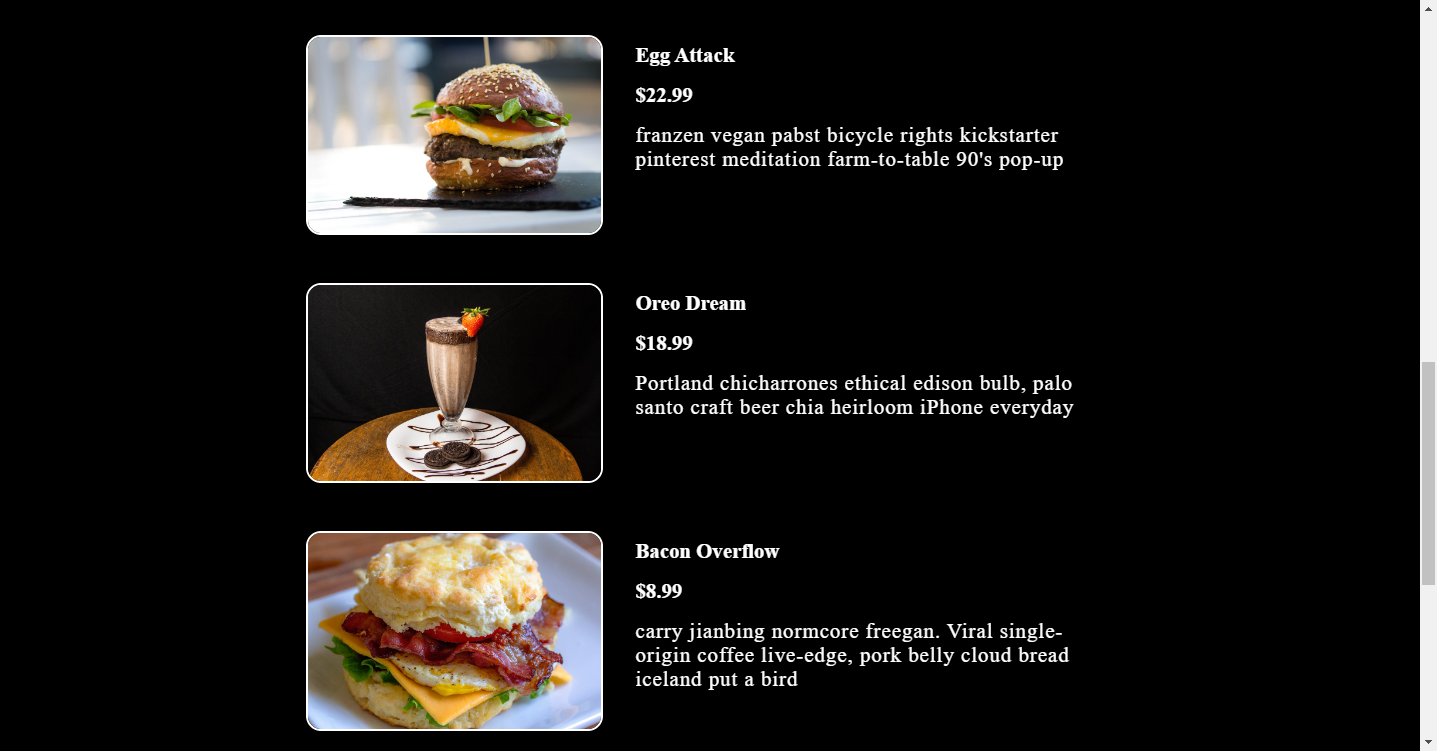 Egg Attack
$22.99
franzen vegan pabst bicycle rights kickstarter
pinterest meditation farm-to-table 90's pop-up
Oreo Dream
$18.99
Portland chicharrones ethical edison bulb, palo
santo craft beer chia heirloom iPhone everyday
Bacon Overflow
$8.99
carry jianbing normcore freegan. Viral single-
origin coffee live-edge, pork belly cloud bread
iceland put a bird